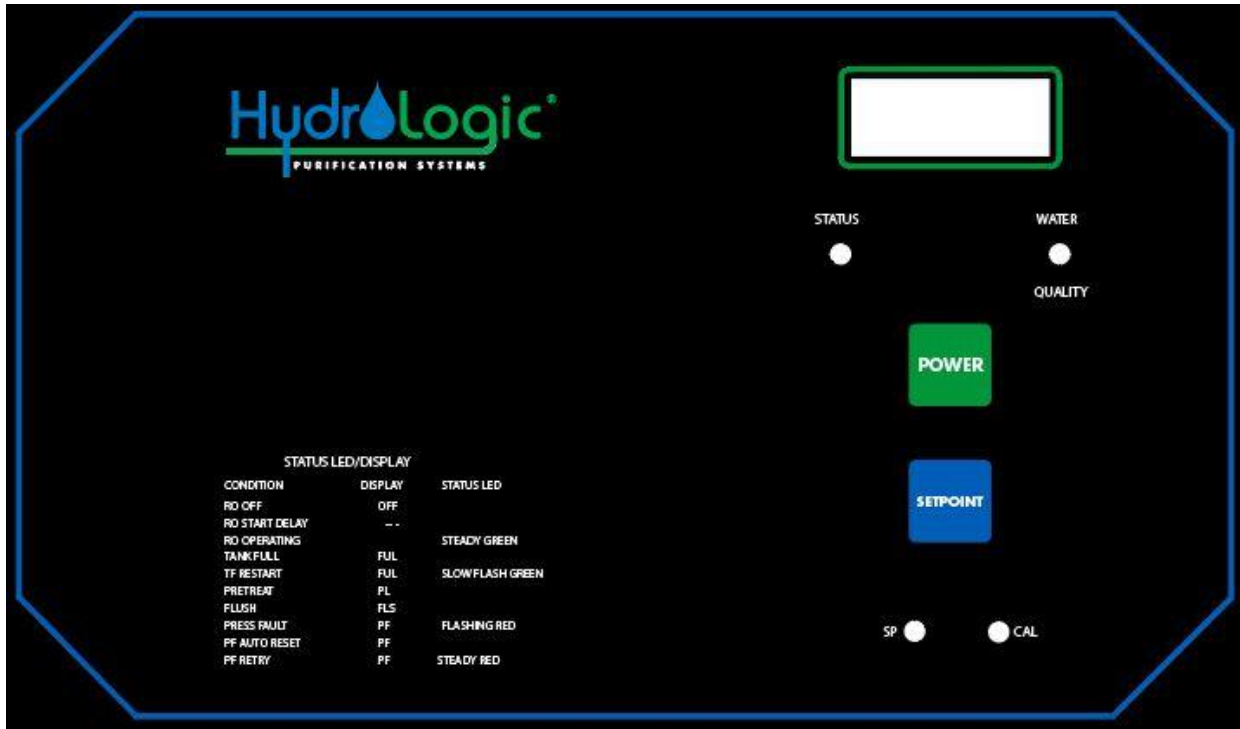 HydroLogic®
PURIFICATION SYSTEMS
STATUS WATER
QUALITY
POWER
SETPOINT
SP CAL
STATUS LED/DISPLAY
CONDITION DISPLAY STATUS LED
RO OFF OFF
RO START DELAY ---
RO OPERATING STEADY GREEN
TANK FULL FUL
TF RESTART FUL SLOW FLASH GREEN
PRETREAT PL
FLUSH FLS
PRESS FAULT PF FLASHING RED
PF AUTO RESET PF
PF RETRY PF STEADY RED